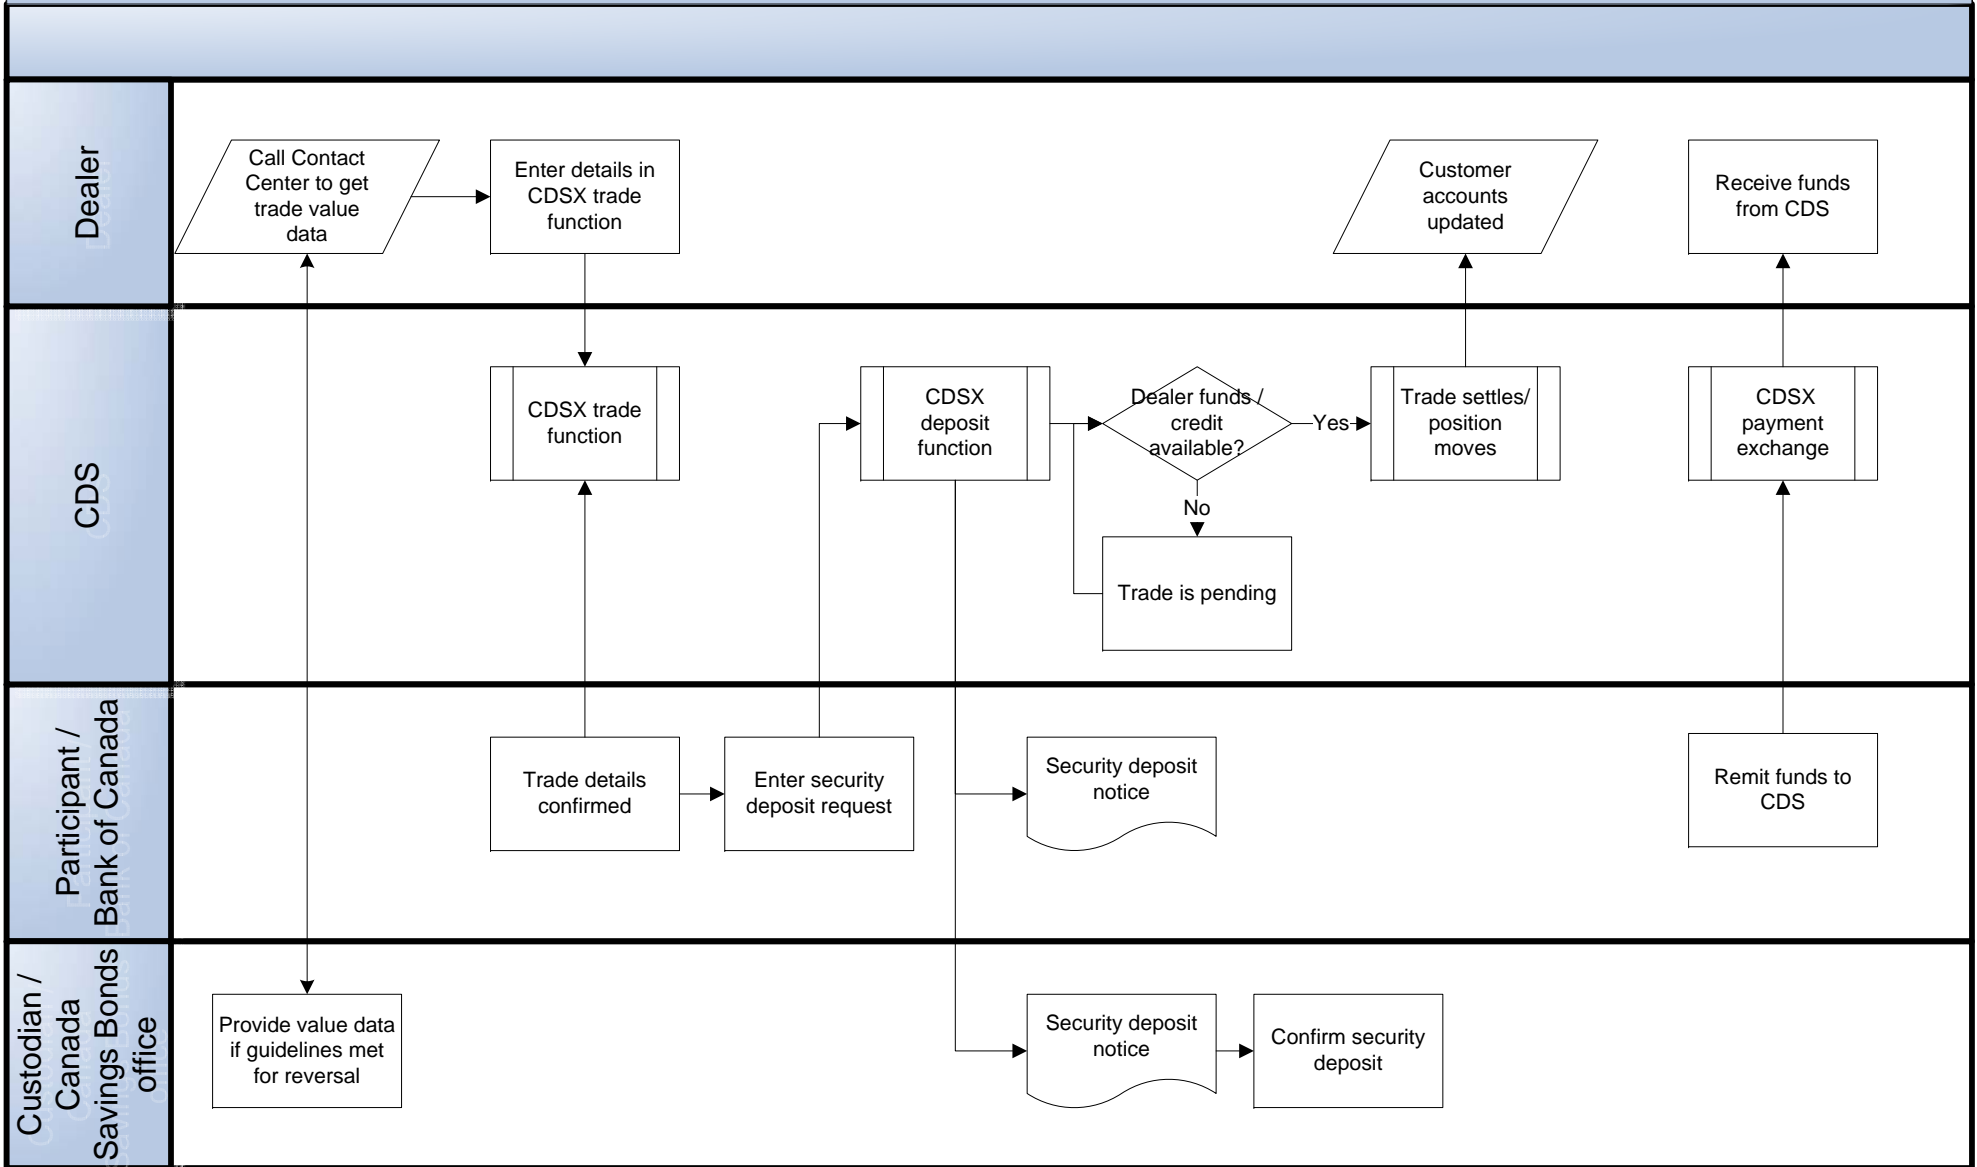 Dealer
Call Contact
Center to get
trade value
data
Enter details in
CDSX trade
function
Customer
accounts
updated
Receive funds
from CDS
CDS
CDSX trade
function
CDSX
deposit
function
Dealer funds /
credit
available?
Yes
Trade settles/
position
moves
CDSX
payment
exchange
No
Trade is pending
Participant /
Bank of Canada
Trade details
confirmed
Enter security
deposit request
Security deposit
notice
Remit funds to
CDS
Custodian /
Canada
Savings Bonds
office
Provide value data
if guidelines met
for reversal
Security deposit
notice
Confirm security
deposit